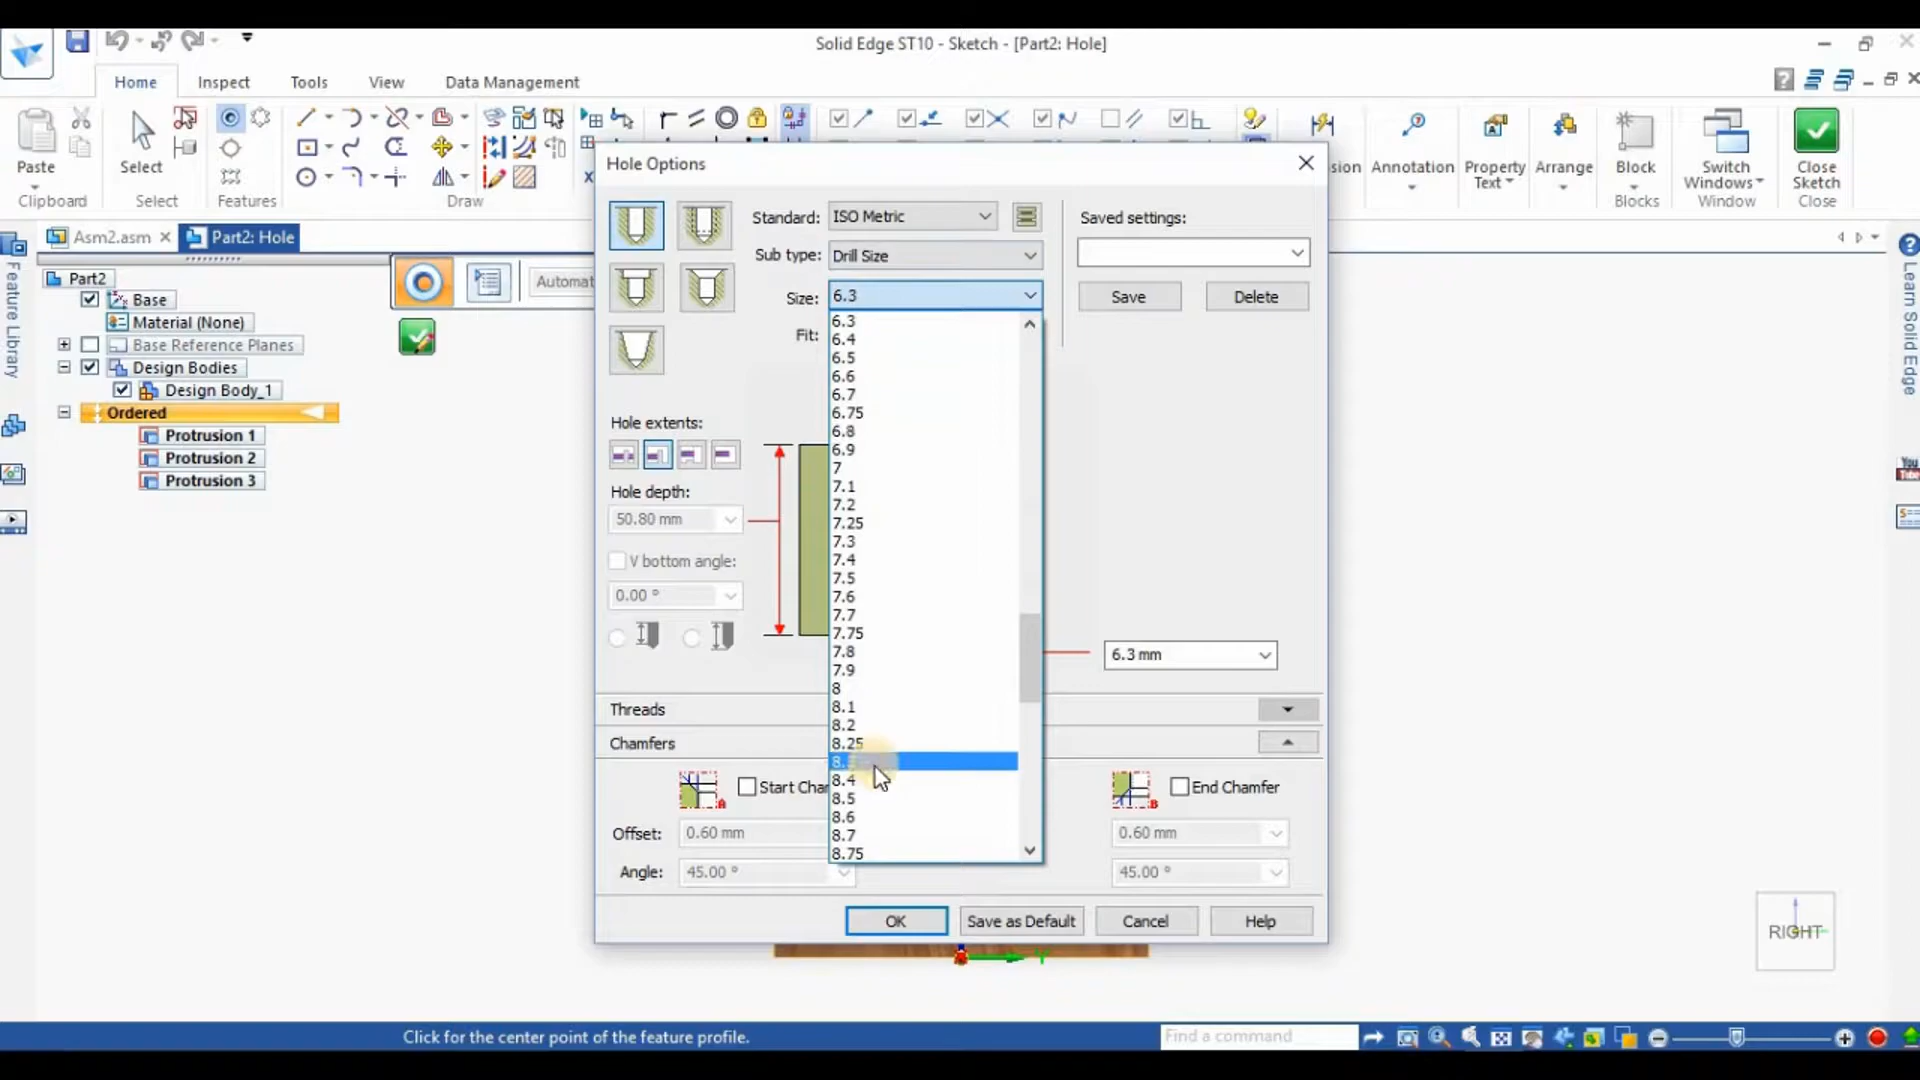 Solid Edge ST10 - Sketch - [Part2: Hole]
Home
Inspect
Tools
View
Data Management
Paste
Clipboard
Select
Select
Features
Draw
Annotation
Property
Text
Arrange
Block
Blocks
Switch
Windows
Window
Close
Sketch
Close
Asm2.asm
Part2: Hole
Feature Library
Learn Solid Edge
You
Tube
Part2
Base
Material (None)
Base Reference Planes
Design Bodies
Design Body_1
Ordered
Protrusion 1
Protrusion 2
Protrusion 3
Hole Options
Standard:
ISO Metric
Sub type:
Drill Size
Size:
6.3
Fit:
Saved settings:
Save
Delete
6.3
6.4
6.5
6.6
6.7
6.75
6.8
6.9
7
7.1
7.2
7.25
7.3
7.4
7.5
7.6
7.7
7.75
7.8
7.9
8
8.1
8.2
8.25
8.4
8.5
8.6
8.7
8.75
Hole extents:
Hole depth:
50.80 mm
V bottom angle:
0.00 °
6.3 mm
Threads
Chamfers
A
B
End Chamfer
Start
Offset:
0.60 mm
0.60 mm
Angle:
45.00 °
45.00 °
OK
Save as Default
Cancel
Help
RIGHT
Click for the center point of the feature profile.
Find a command